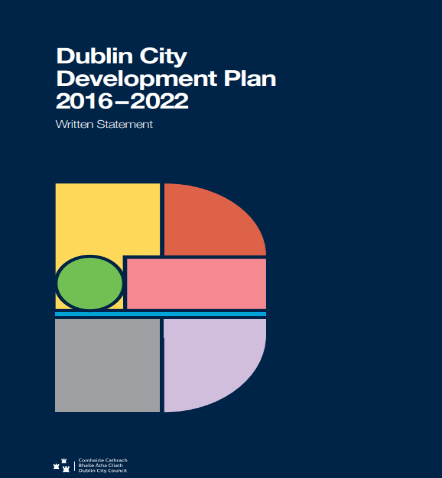 Dublin City
Development Plan
2016–2022
Written Statement
Comhairle Cathrach
Bhaile Átha Cliath
Dublin City Council